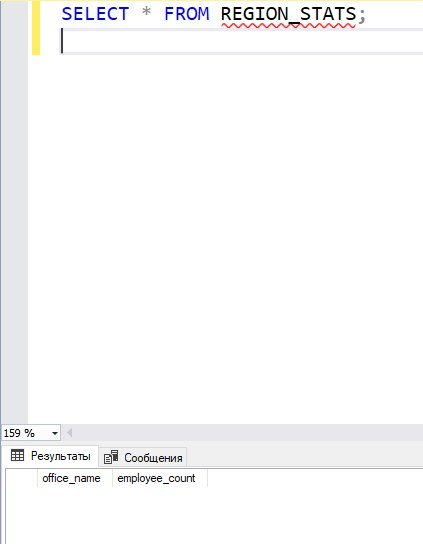 SELECT * FROM REGION_STATS;
159 %
Результаты Сообщения
office_name employee_count